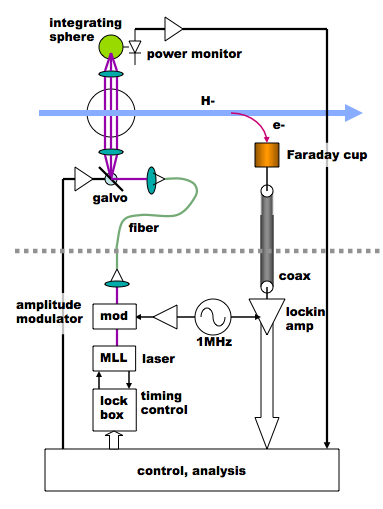 integrating
sphere
power monitor
H-
e-
Faraday cup
galvo
fiber
coax
amplitude
modulator
mod
lockin
amp
1MHz
MLL
laser
lock
box
timing
control
control, analysis